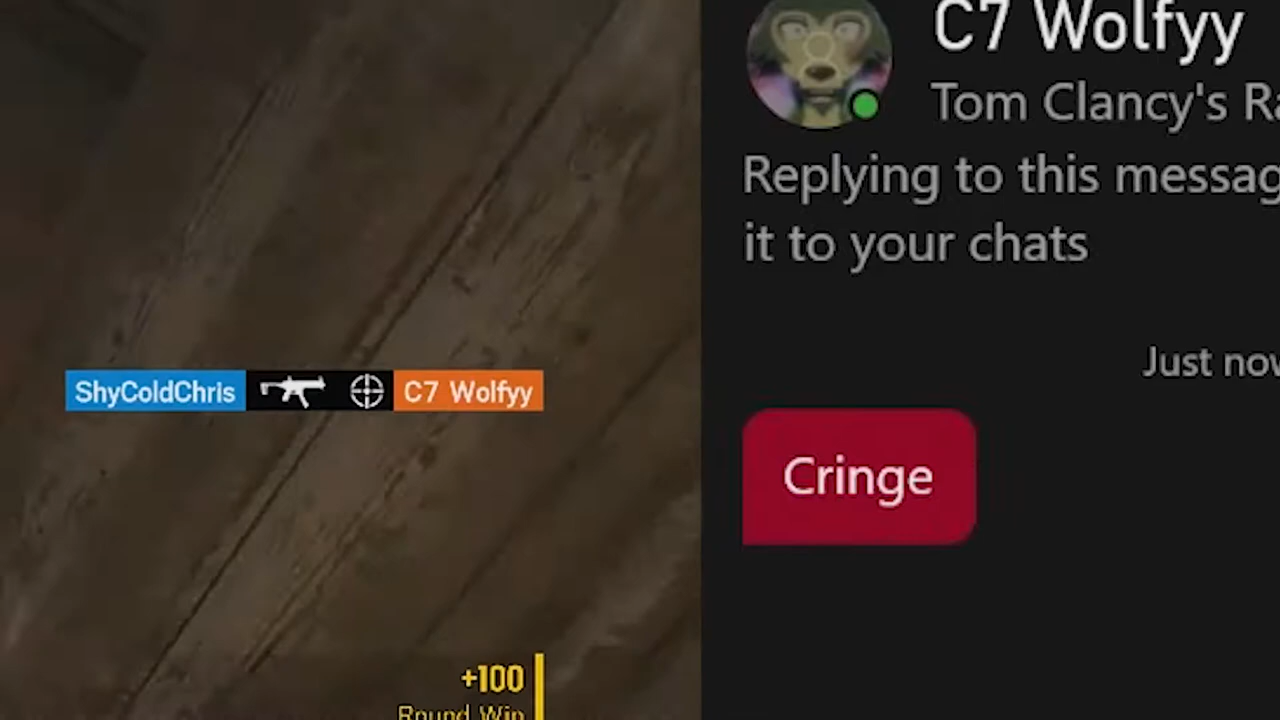 ShyColdChris C7 Wolfyy
+100
Round Win
C7 Wolfyy
Tom Clancy's Ra
Replying to this messag
it to your chats
Just now
Cringe